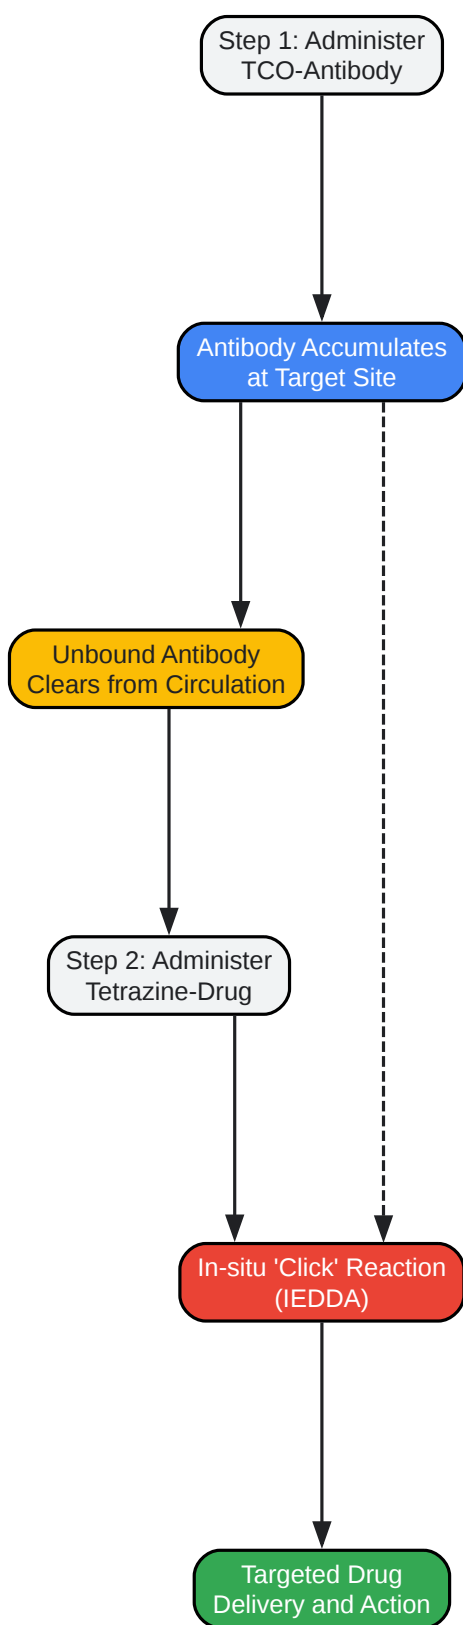 Step 1: Administer
TCO-Antibody
Antibody Accumulates
at Target Site
Unbound Antibody
Clears from Circulation
Step 2: Administer
Tetrazine-Drug
In-situ 'Click' Reaction
(IEDDA)
Targeted Drug
Delivery and Action